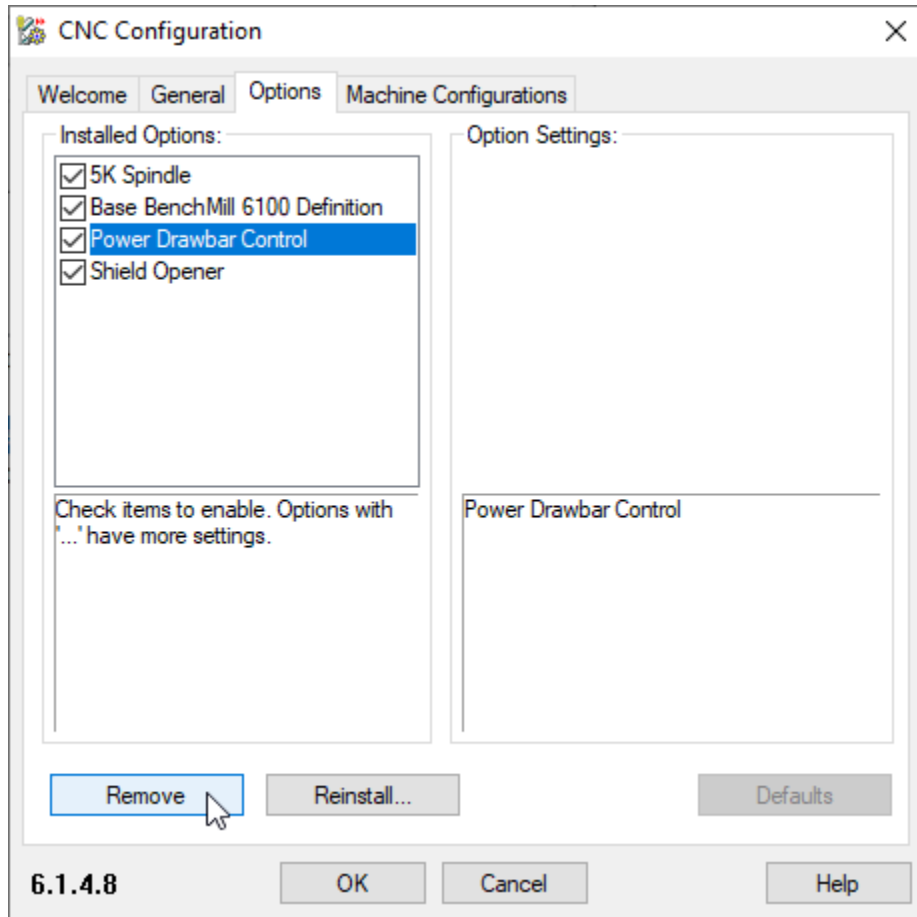 CNC Configuration
Welcome
General
Options
Machine Configurations
Installed Options:
5K Spindle
Base BenchMill 6100 Definition
Power Drawbar Control
Shield Opener
Check items to enable. Options with
'...' have more settings.
Option Settings:
Power Drawbar Control
Remove
Reinstall...
Defaults
6.1.4.8
OK
Cancel
Help